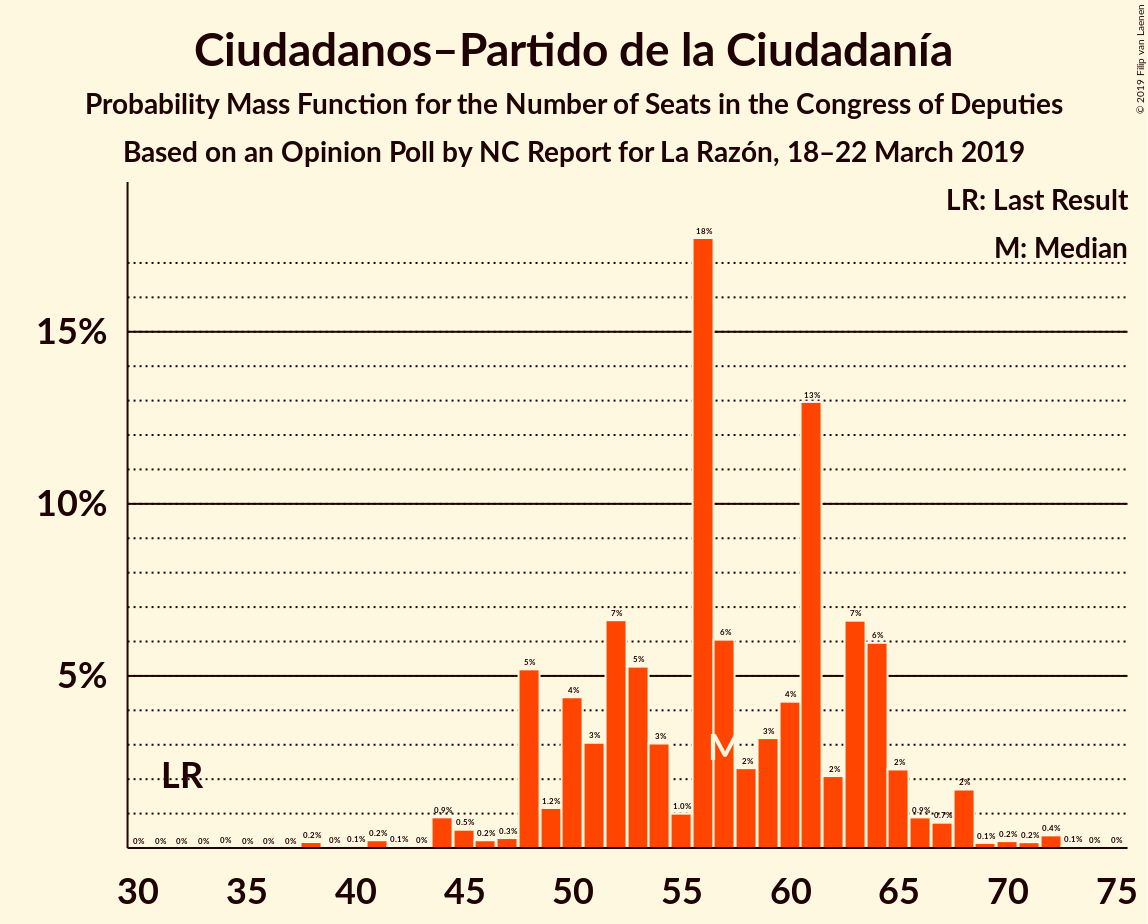 Ciudadanos–Partido de la Ciudadanía
Probability Mass Function for the Number of Seats in the Congress of Deputies
Based on an Opinion Poll by NC Report for La Razón, 18–22 March 2019
© 2019 Filip van Laenen
LR: Last Result
M: Median
15%
10%
5%
LR
M
0% 0% 0% 0% 0% 0% 0% 0% 0.2% 0% 0.1% 0.2% 0.1% 0% 0.9% 0.5% 0.2% 0.3% 5% 1.2% 4% 3% 7% 5% 3% 1.0% 18% 6% 2% 3% 4% 13% 2% 7% 6% 2% 0.9% 0.7% 2% 0.1% 0.2% 0.2% 0.4% 0.1% 0% 0%
30 35 40 45 50 55 60 65 70 75